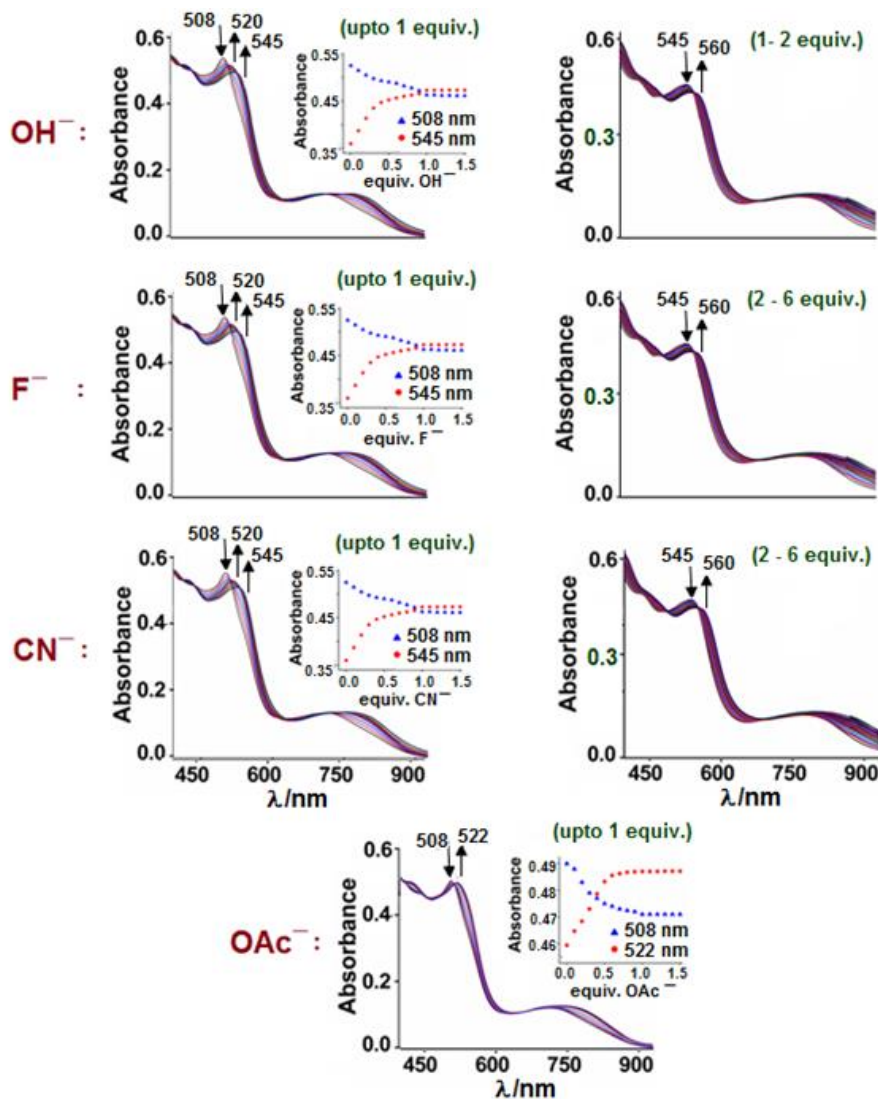 OH⁻:
(upto 1 equiv.)
508 520
545
0.6
0.4
0.2
0.0
Absorbance
0.55
0.45
0.35
Absorbance
508 nm
545 nm
0.0 0.5 1.0 1.5
equiv. OH⁻
(1- 2 equiv.)
545 560
0.6
0.3
0.0
Absorbance
F⁻ :
(upto 1 equiv.)
508 520
545
0.6
0.4
0.2
0.0
Absorbance
0.55
0.45
0.35
Absorbance
508 nm
545 nm
0.0 0.5 1.0 1.5
equiv. F⁻
(2 - 6 equiv.)
545 560
0.6
0.3
0.0
Absorbance
CN⁻:
(upto 1 equiv.)
508 520
545
0.6
0.4
0.2
0.0
Absorbance
0.55
0.45
0.35
Absorbance
508 nm
545 nm
0.0 0.5 1.0 1.5
equiv. CN⁻
450 600 750 900
λ/nm
(2 - 6 equiv.)
545 560
0.6
0.3
0.0
Absorbance
450 600 750 900
λ/nm
OAc⁻:
(upto 1 equiv.)
508 522
0.6
0.4
0.2
0.0
Absorbance
0.49
0.48
0.47
0.46
Absorbance
508 nm
522 nm
0.0 0.5 1.0 1.5
equiv. OAc⁻
450 600 750 900
λ/nm